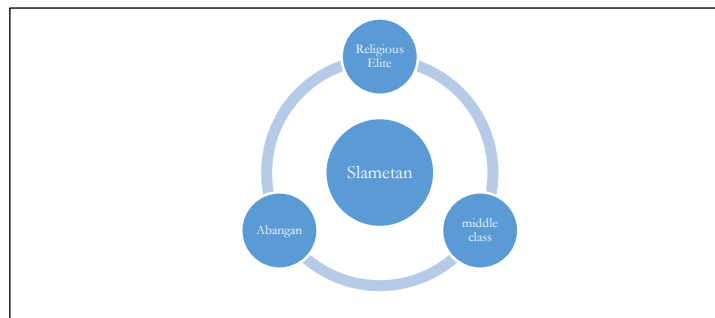 Religious
Elite
Slametan
Abangan
middle
class